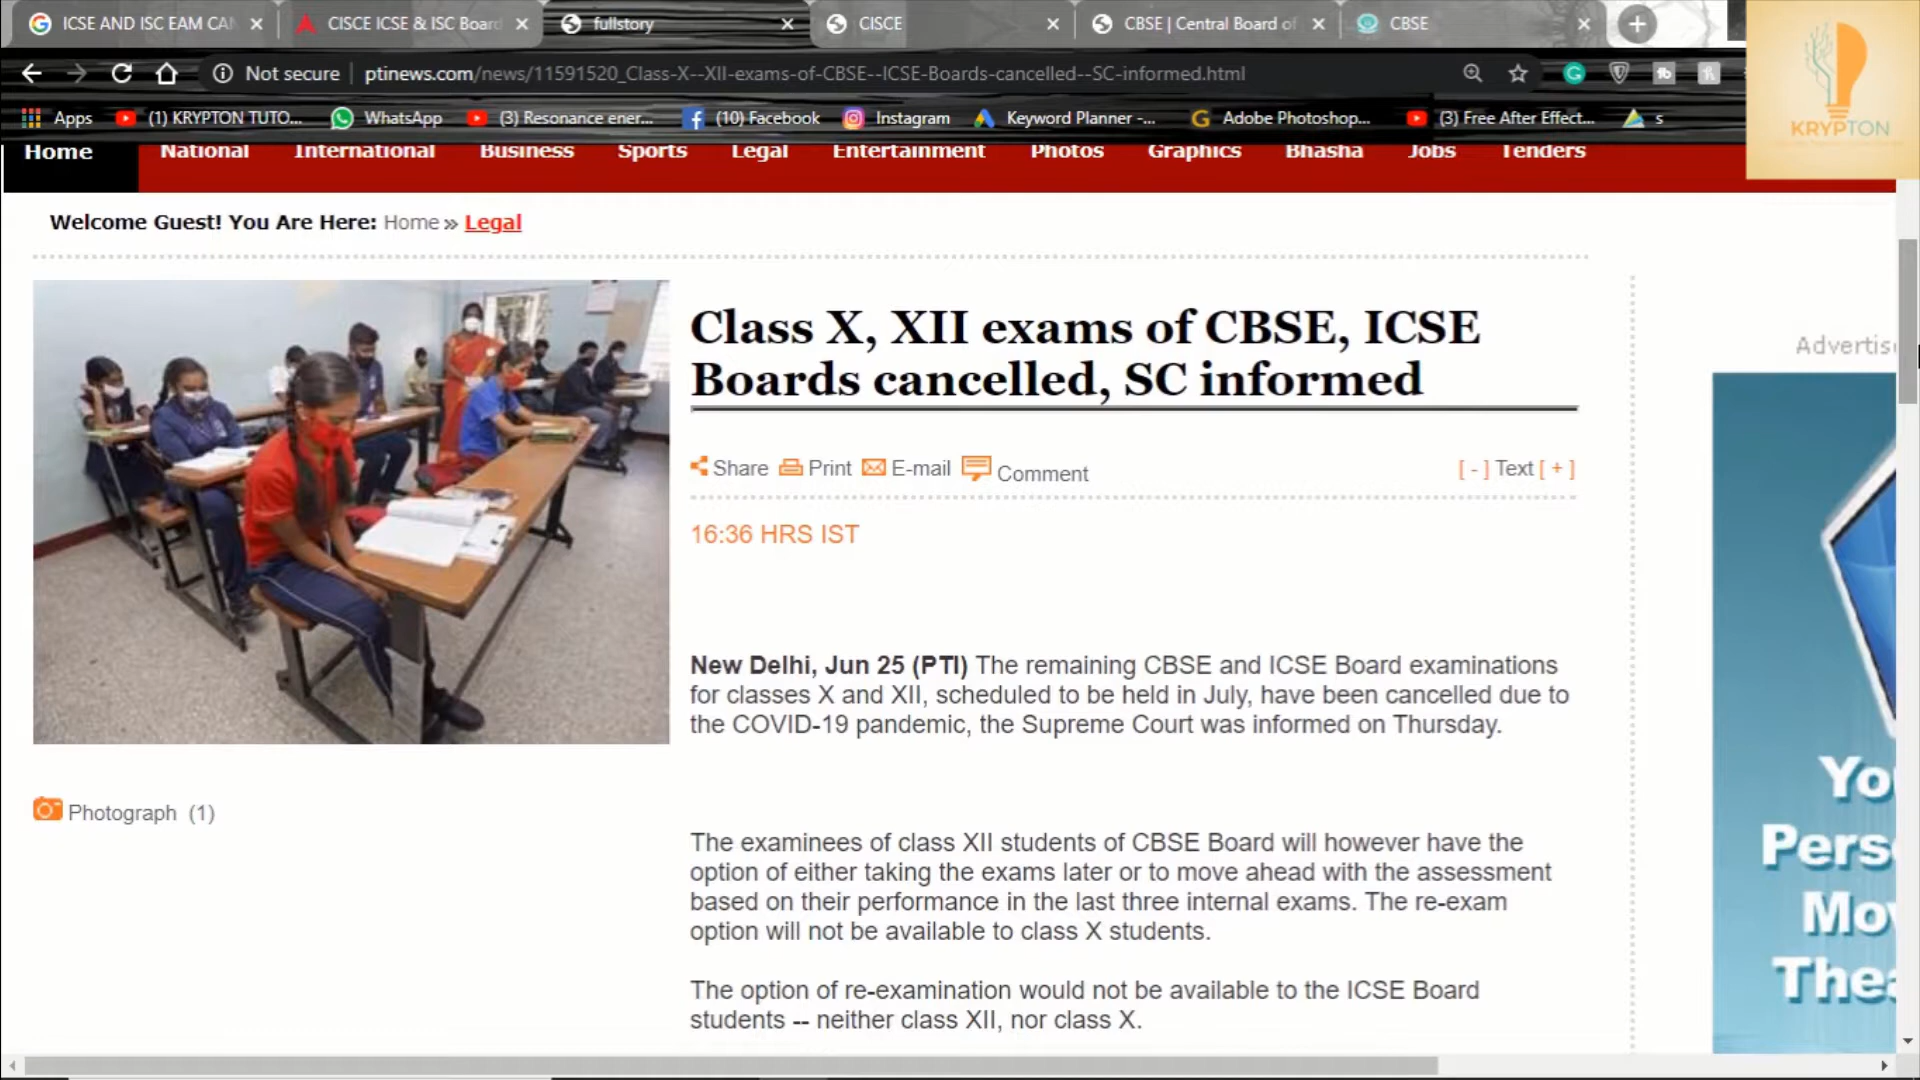 ICSE AND ISC EAM CAN
CISCE ICSE & ISC Board
fullstory
CISCE
CBSE | Central Board of
CBSE
Not secure
ptinews.com/news/11591520_Class-X--XII-exams-of-CBSE--ICSE-Boards-cancelled--SC-informed.html
Apps
(1) KRYPTON TUTO...
WhatsApp
(3) Resonance ener...
(10) Facebook
Instagram
Keyword Planner -...
Adobe Photoshop...
(3) Free After Effect...
s
KRYPTON
Home
National
International
Business
Sports
Legal
Entertainment
Photos
Graphics
Bhasha
Jobs
Tenders
Welcome Guest! You Are Here: Home » Legal
Class X, XII exams of CBSE, ICSE
Boards cancelled, SC informed
Share Print E-mail Comment
[ - ] Text [ + ]
16:36 HRS IST
New Delhi, Jun 25 (PTI) The remaining CBSE and ICSE Board examinations
for classes X and XII, scheduled to be held in July, have been cancelled due to
the COVID-19 pandemic, the Supreme Court was informed on Thursday.
Photograph (1)
The examinees of class XII students of CBSE Board will however have the
option of either taking the exams later or to move ahead with the assessment
based on their performance in the last three internal exams. The re-exam
option will not be available to class X students.
The option of re-examination would not be available to the ICSE Board
students -- neither class XII, nor class X.
Advertis
Yo
Pers
Mov
Thea